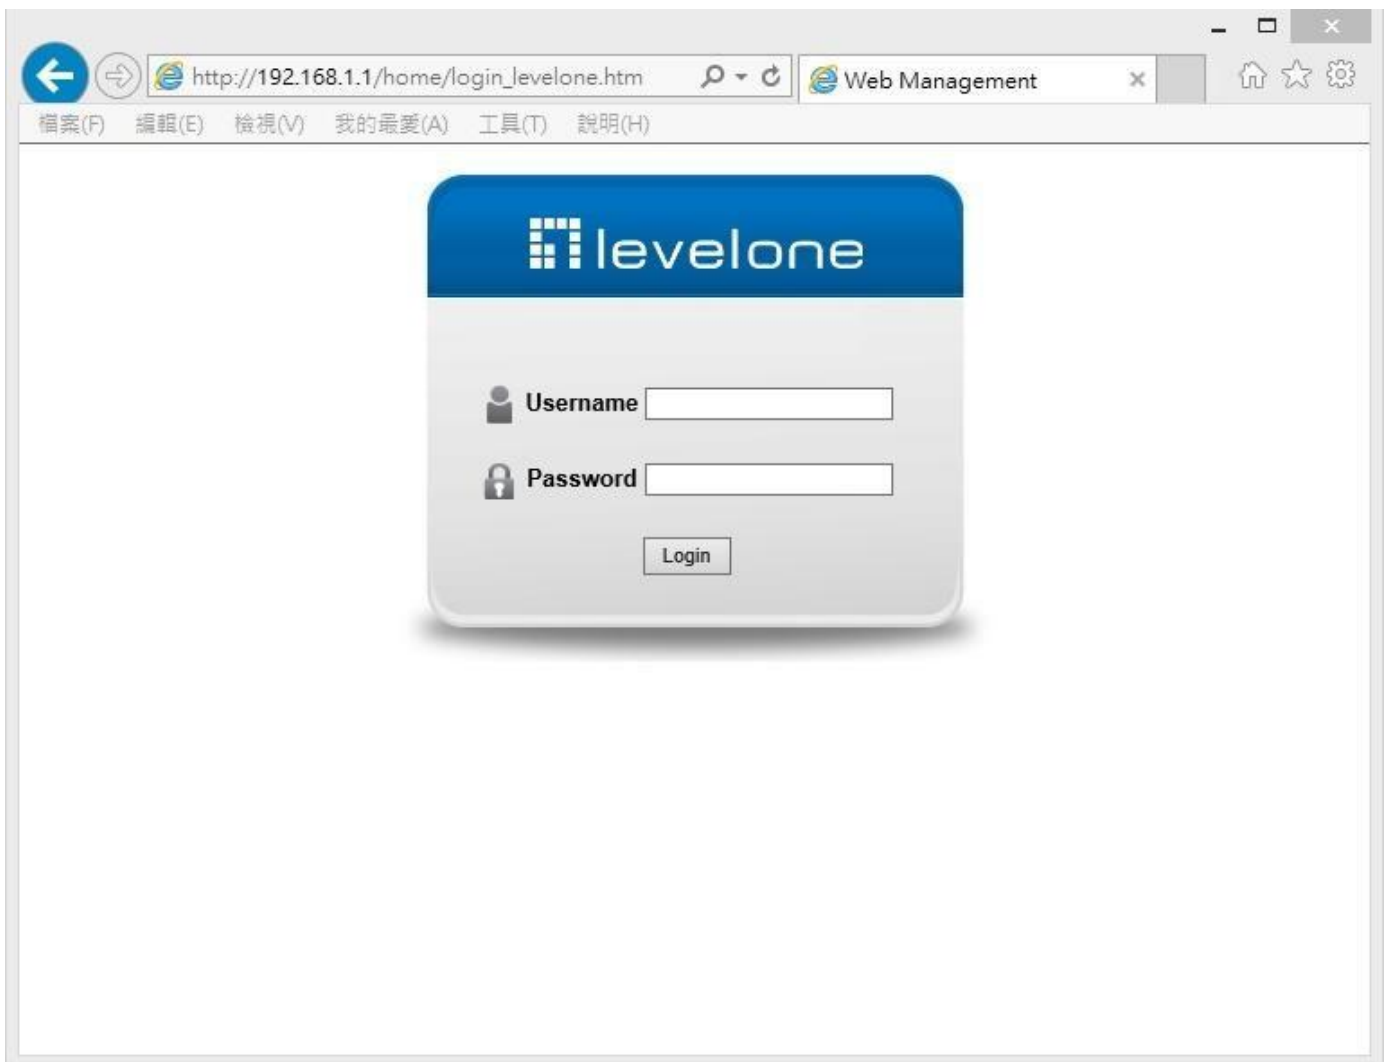 http://192.168.1.1/home/login_levelone.htm
Web Management
檔案(F) 編輯(E) 檢視(V) 我的最愛(A) 工具(T) 說明(H)
levelone
Username
Password
Login